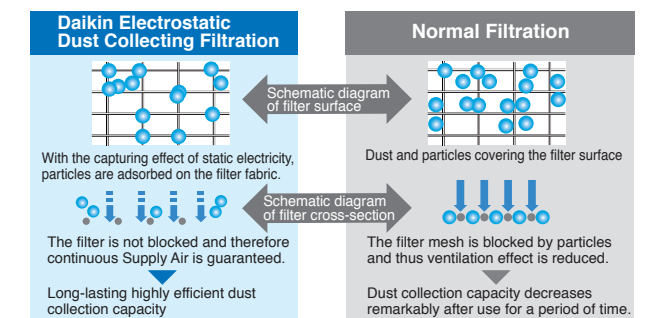 Daikin Electrostatic
Dust Collecting Filtration
Normal Filtration
Schematic diagram
of filter surface
With the capturing effect of static electricity,
particles are adsorbed on the filter fabric.
Dust and particles covering the filter surface
Schematic diagram
of filter cross-section
The filter is not blocked and therefore
continuous Supply Air is guaranteed.
The filter mesh is blocked by particles
and thus ventilation effect is reduced.
Long-lasting highly efficient dust
collection capacity
Dust collection capacity decreases
remarkably after use for a period of time.